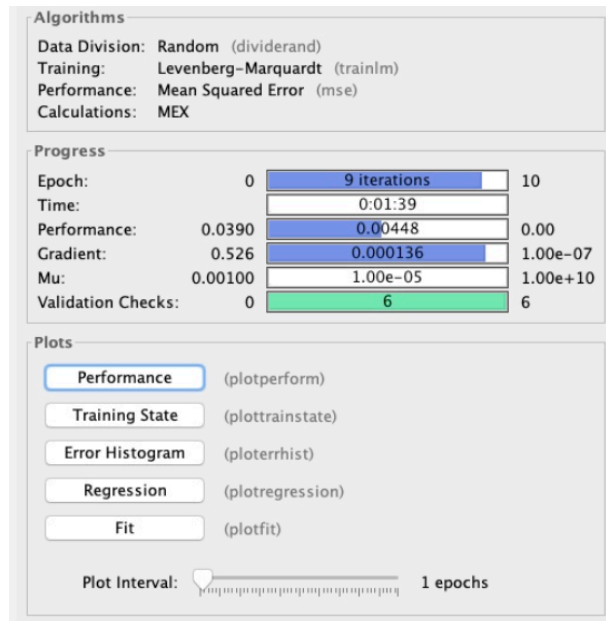 Algorithms
Data Division: Random (dividerand)
Training: Levenberg-Marquardt (trainlm)
Performance: Mean Squared Error (mse)
Calculations: MEX
Progress
Epoch: 0 9 iterations 10
Time: 0:01:39
Performance: 0.0390 0.00448 0.00
Gradient: 0.526 0.000136 1.00e-07
Mu: 0.00100 1.00e-05 1.00e+10
Validation Checks: 0 6 6
Plots
Performance (plotperform)
Training State (plottrainstate)
Error Histogram (ploterrhist)
Regression (plotregression)
Fit (plotfit)
Plot Interval: 1 epochs